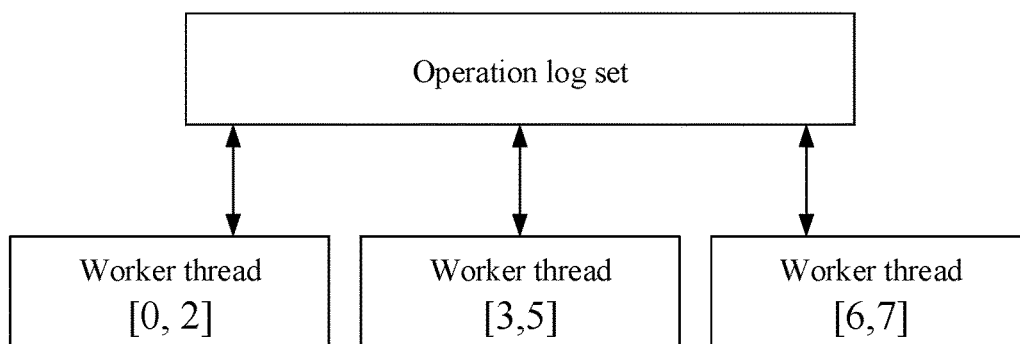 Operation log set
Worker thread
[0, 2]
Worker thread
[3,5]
Worker thread
[6,7]